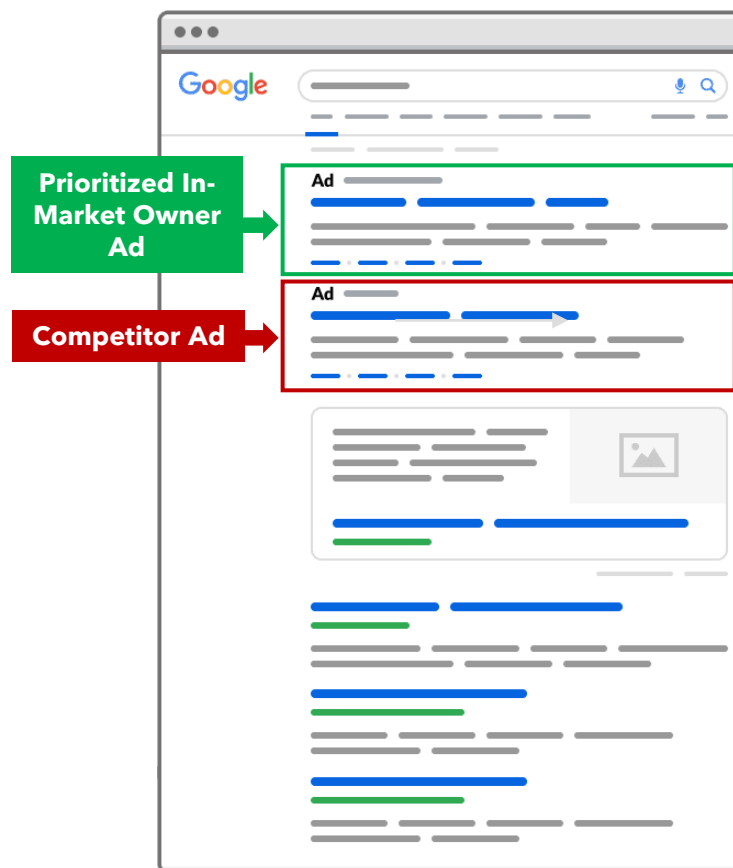 Google
Ad
Prioritized In-
Market Owner
Ad
Ad
Competitor Ad